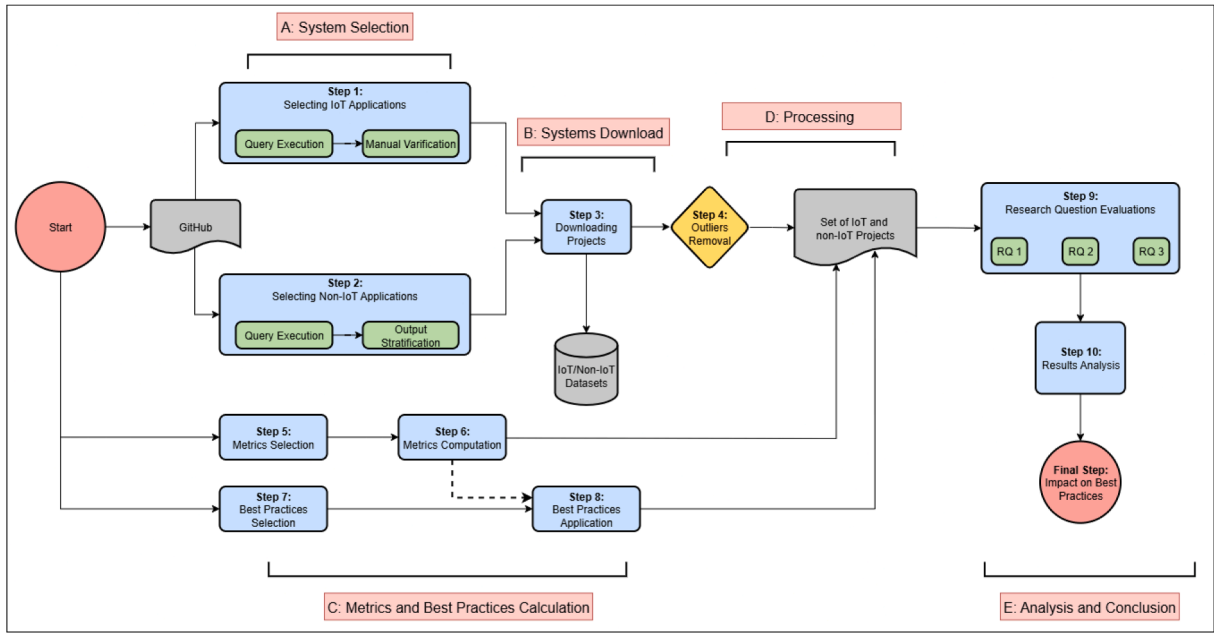 A: System Selection
Step 1:
Selecting IoT Applications
Query Execution
Manual Varification
B: Systems Download
D: Processing
Start
GitHub
Step 3:
Downloading
Projects
Step 4:
Outliers
Removal
Set of IoT and
non-IoT Projects
Step 9:
Research Question Evaluations
RQ 1
RQ 2
RQ 3
Step 2:
Selecting Non-IoT Applications
Query Execution
Output
Stratification
IoT/Non-IoT
Datasets
Step 10:
Results Analysis
Step 5:
Metrics Selection
Step 6:
Metrics Computation
Step 7:
Best Practices
Selection
Step 8:
Best Practices
Application
Final Step:
Impact on Best
Practices
C: Metrics and Best Practices Calculation
E: Analysis and Conclusion